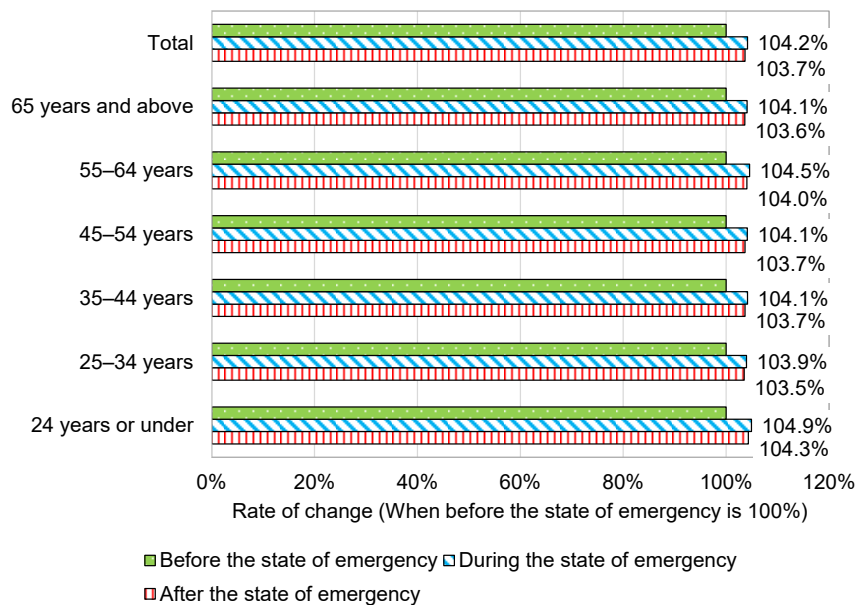 Total
104.2%
103.7%
65 years and above
104.1%
103.6%
55–64 years
104.5%
104.0%
45–54 years
104.1%
103.7%
35–44 years
104.1%
103.7%
25–34 years
103.9%
103.5%
24 years or under
104.9%
104.3%
0% 20% 40% 60% 80% 100% 120%
Rate of change (When before the state of emergency is 100%)
Before the state of emergency During the state of emergency
After the state of emergency